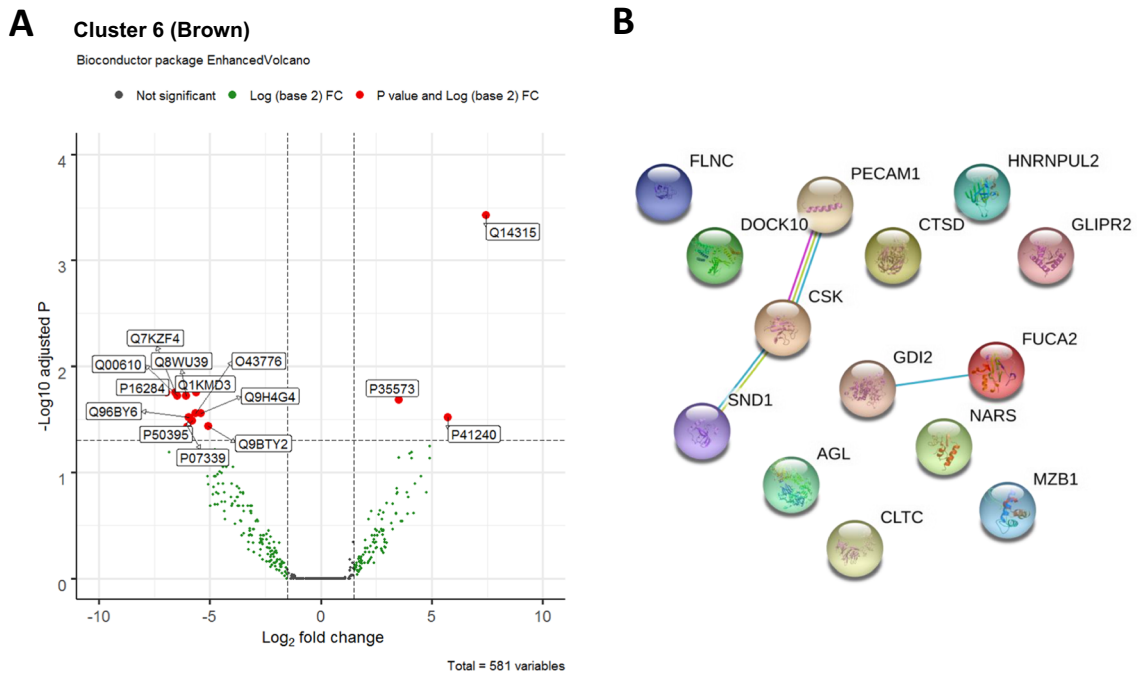 A
Cluster 6 (Brown)
Bioconductor package EnhancedVolcano
Not significant Log (base 2) FC P value and Log (base 2) FC
-Log10 adjusted P
4
3
2
1
0
Q14315
Q7KZF4
Q00610 Q8WU39 O43776
P16284 Q1KMD3
Q9H4G4
Q96BY6
P50395
Q9BTY2
P07339
P35573
P41240
-10 -5 0 5 10
Log2 fold change
Total = 581 variables
B
FLNC
PECAM1
HNRNPUL2
DOCK10
CTSD
GLIPR2
CSK
GDI2
FUCA2
SND1
NARS
AGL
MZB1
CLTC